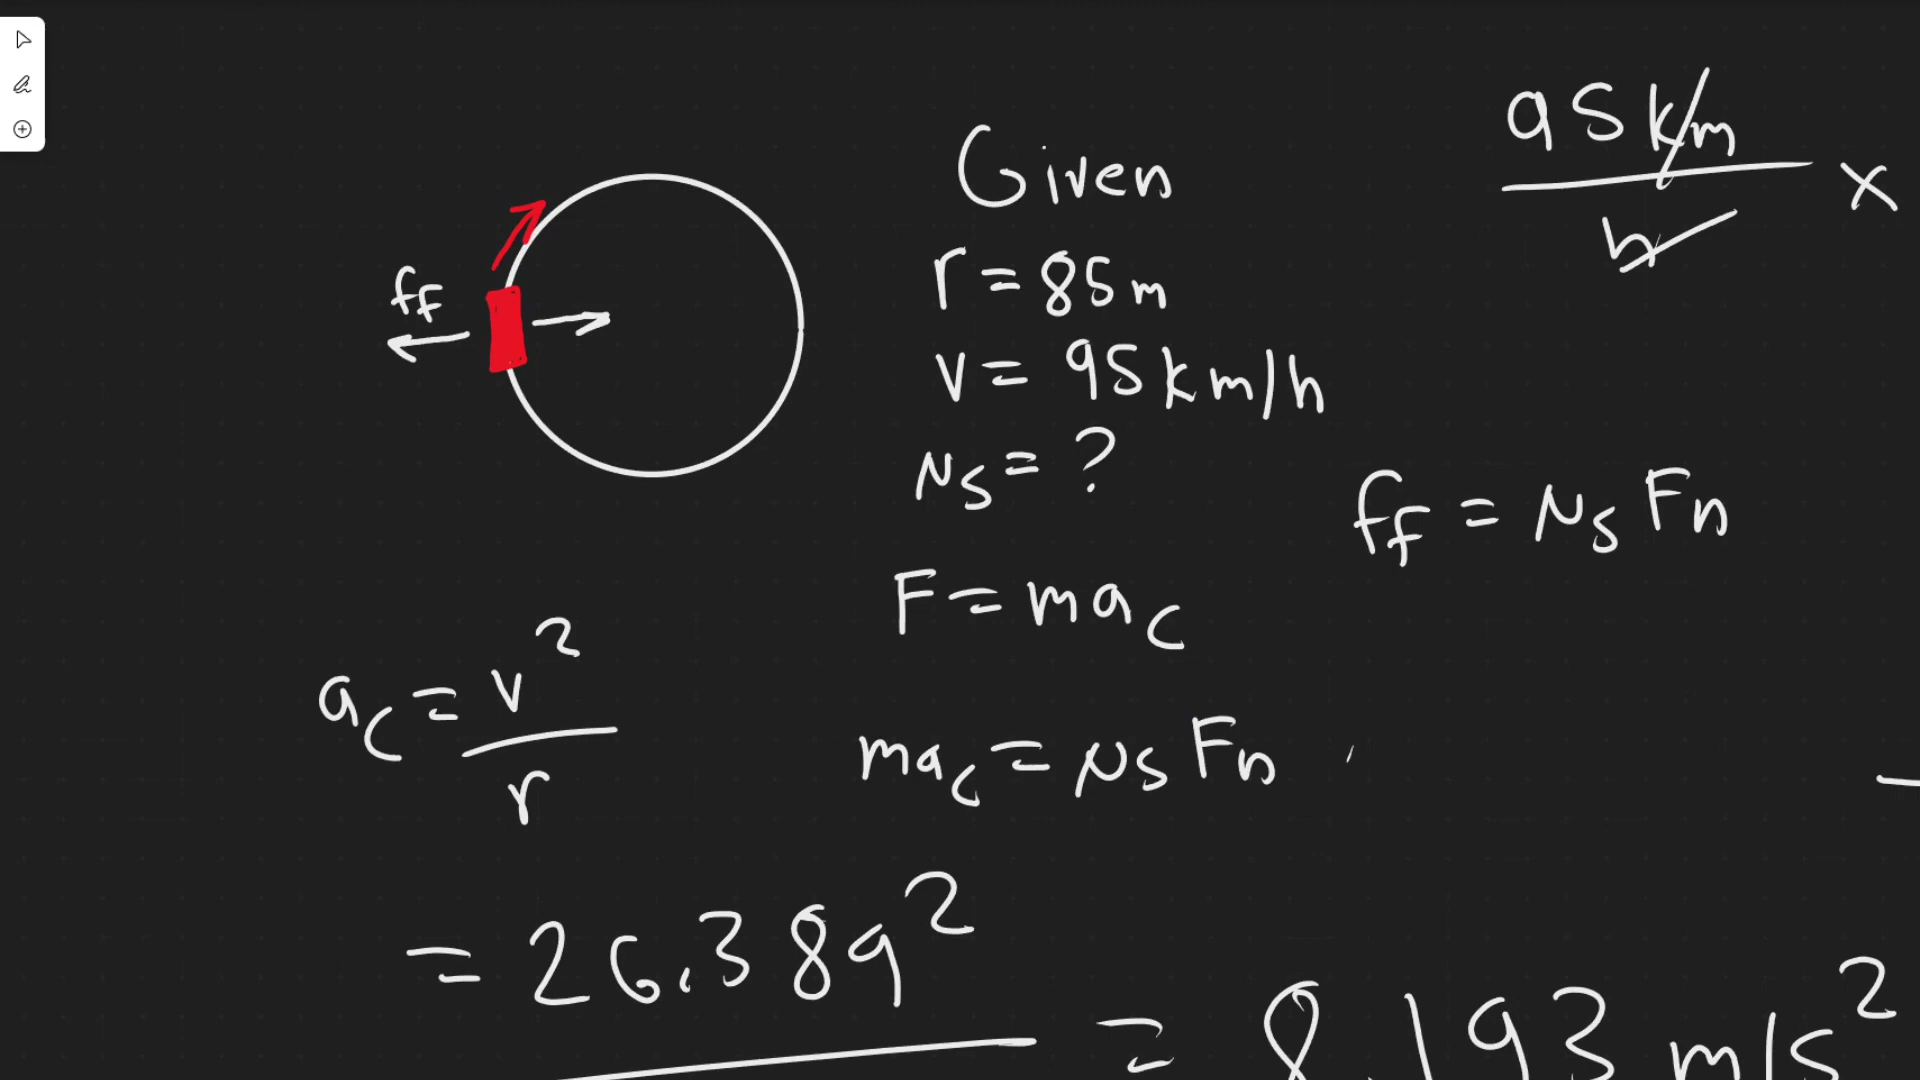 Given
95 km
h
x
r = 85 m
ff
v = 95 km/h
μs = ?
ff = μs Fn
F = mac
ac = v²
r
mac = μs Fn
= 26.389²
= 8.193 m/s²